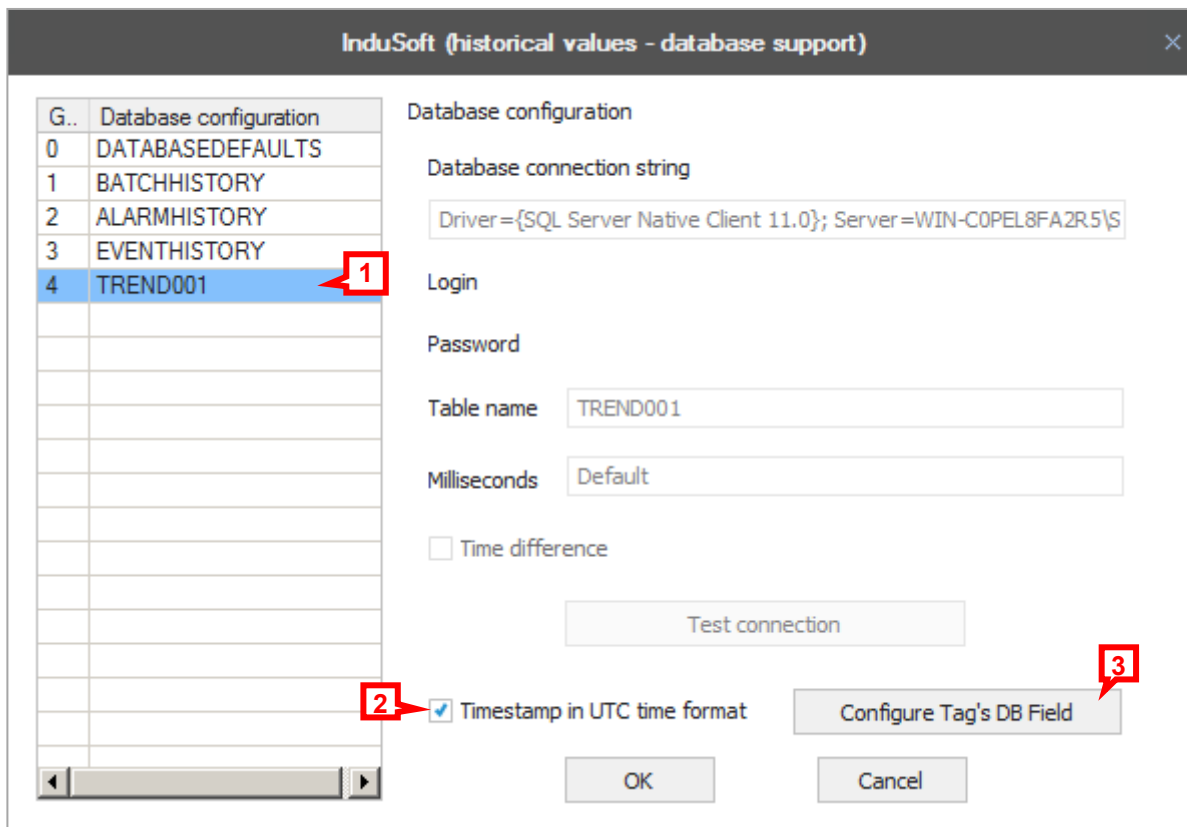 InduSoft (historical values - database support)
G.. Database configuration
0 DATABASEDEFAULTS
1 BATCHHISTORY
2 ALARMHISTORY
3 EVENTHISTORY
4 TREND001
1
Database configuration
Database connection string
Driver={SQL Server Native Client 11.0}; Server=WIN-C0PEL8FA2R5\S
Login
Password
Table name TREND001
Milliseconds Default
Time difference
Test connection
2 Timestamp in UTC time format
3
Configure Tag's DB Field
OK Cancel